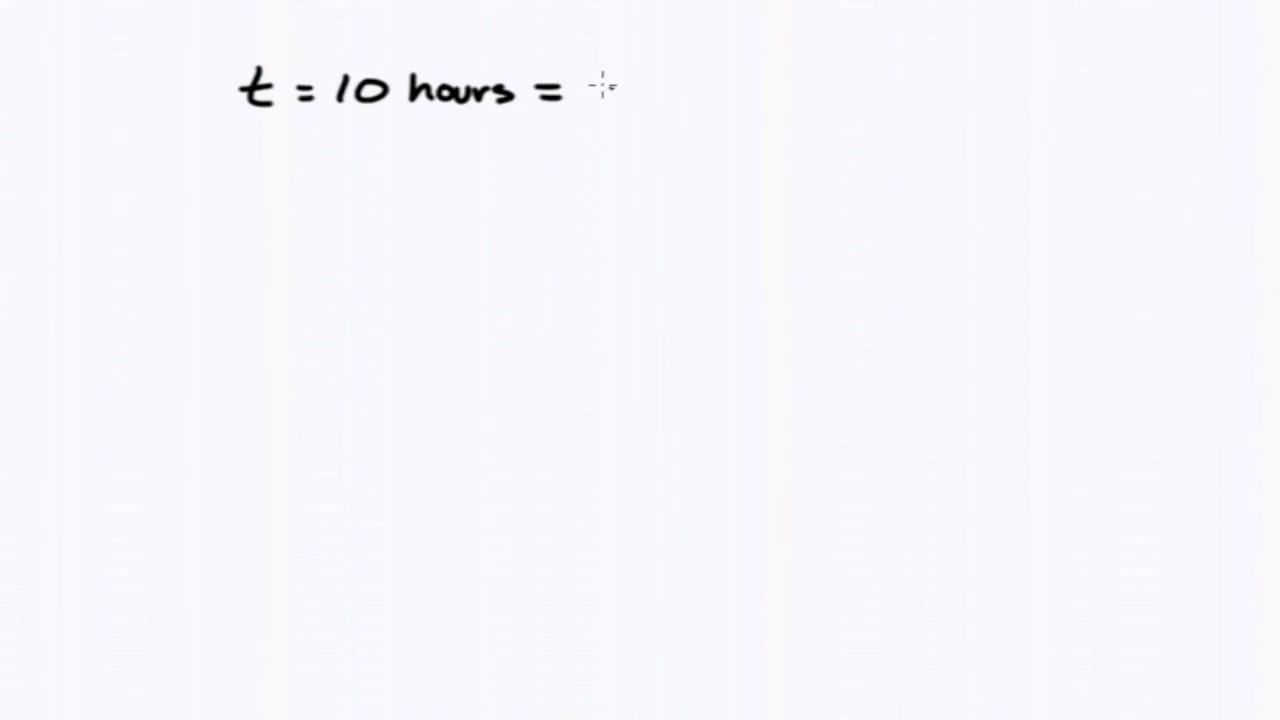 t = 10 hours =